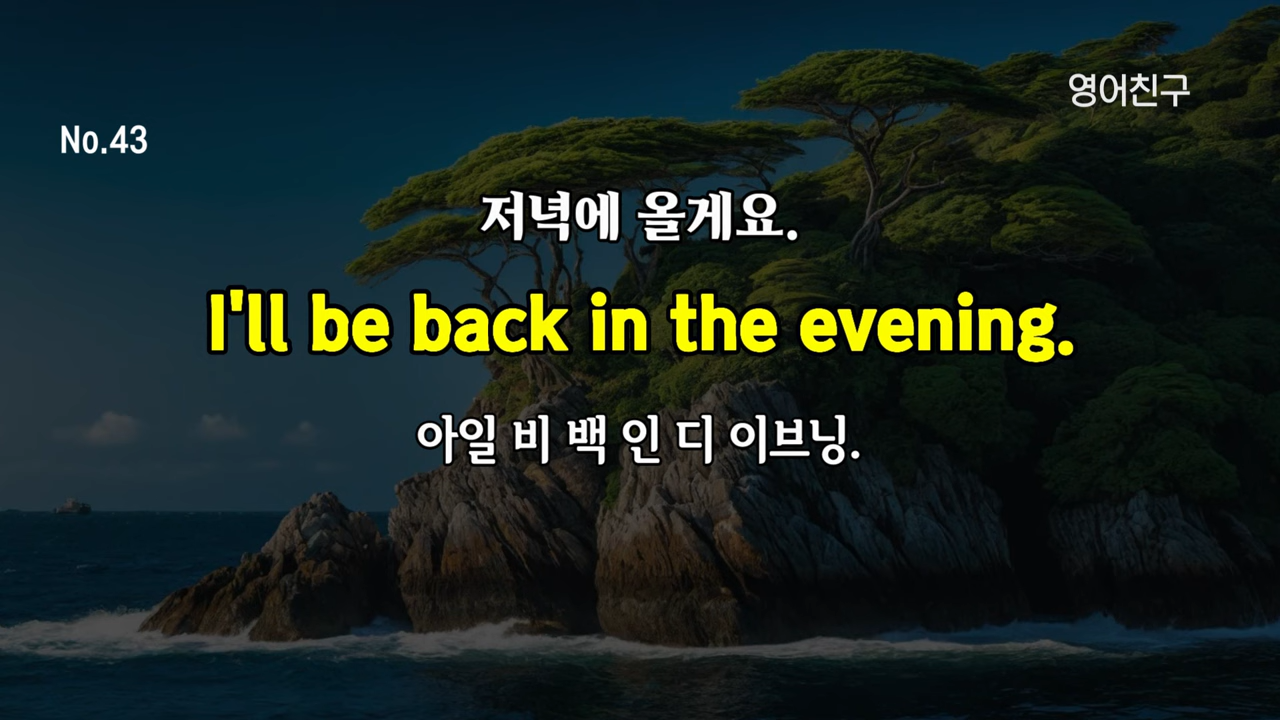 영어친구
No.43
저녁에 올게요.
I'll be back in the evening.
아일 비 백 인 디 이브닝.